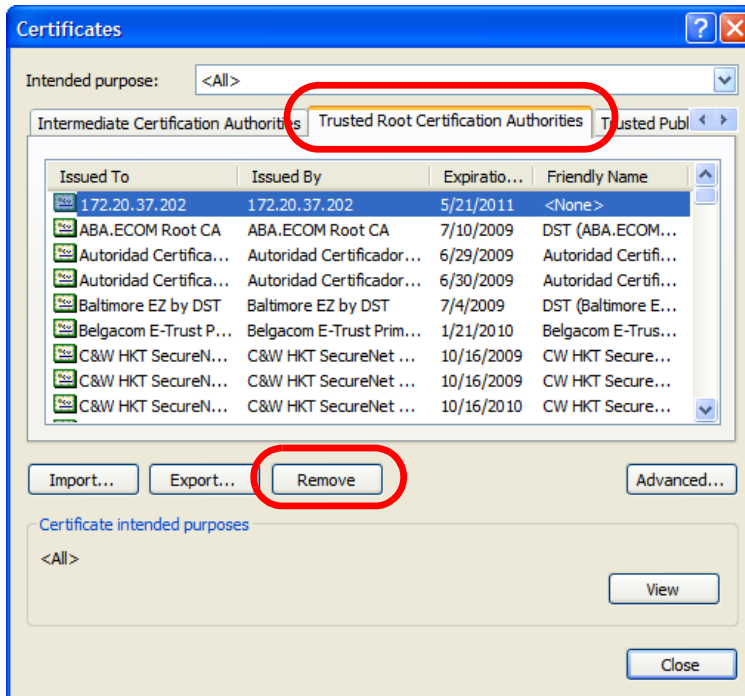 Certificates
Intended purpose: <All>
Intermediate Certification Authorities Trusted Root Certification Authorities Trusted Publ
Issued To Issued By Expiratio... Friendly Name
172.20.37.202 172.20.37.202 5/21/2011 <None>
ABA.ECOM Root CA ABA.ECOM Root CA 7/10/2009 DST (ABA.ECOM...
Autoridad Certifica... Autoridad Certificador... 6/29/2009 Autoridad Certifi...
Autoridad Certifica... Autoridad Certificador... 6/30/2009 Autoridad Certifi...
Baltimore EZ by DST Baltimore EZ by DST 7/4/2009 DST (Baltimore E...
Belgacom E-Trust P... Belgacom E-Trust Prim... 1/21/2010 Belgacom E-Trus...
C&W HKT SecureN... C&W HKT SecureNet ... 10/16/2009 CW HKT Secure...
C&W HKT SecureN... C&W HKT SecureNet ... 10/16/2009 CW HKT Secure...
C&W HKT SecureN... C&W HKT SecureNet ... 10/16/2010 CW HKT Secure...
Import... Export... Remove Advanced...
Certificate intended purposes
<All>
View
Close